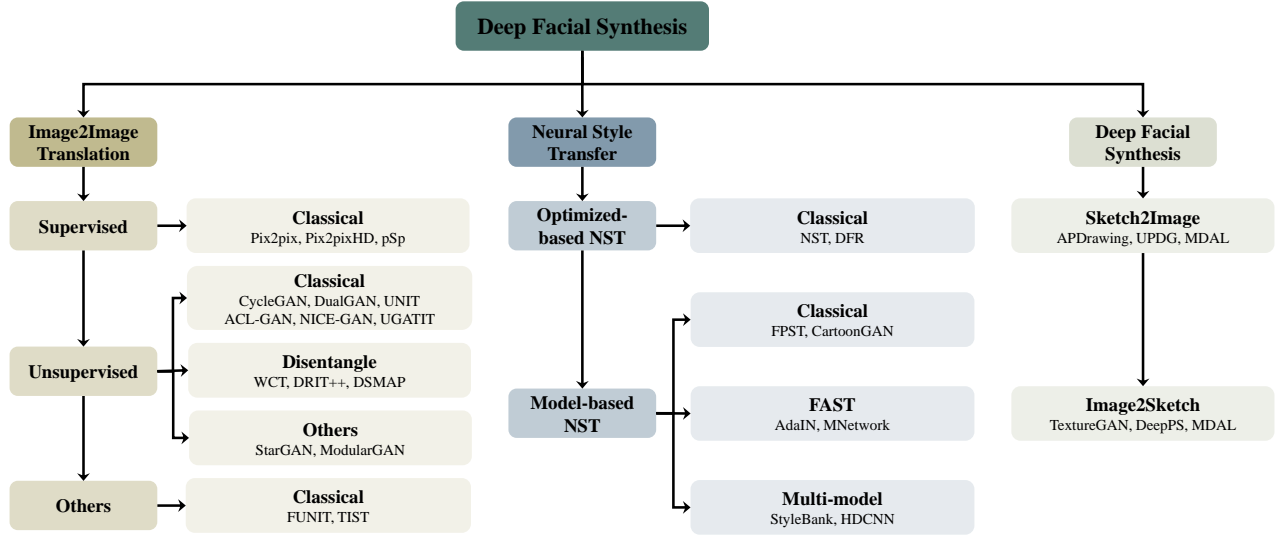 Deep Facial Synthesis
Image2Image
Translation
Supervised
Classical
Pix2pix, Pix2pixHD, pSp
Unsupervised
Classical
CycleGAN, DualGAN, UNIT
ACL-GAN, NICE-GAN, UGATIT
Disentangle
WCT, DRIT++, DSMAP
Others
StarGAN, ModularGAN
Others
Classical
FUNIT, TIST
Neural Style
Transfer
Optimized-
based NST
Classical
NST, DFR
Model-based
NST
Classical
FPST, CartoonGAN
FAST
AdaIN, MNetwork
Multi-model
StyleBank, HDCNN
Deep Facial
Synthesis
Sketch2Image
APDrawing, UPDG, MDAL
Image2Sketch
TextureGAN, DeepPS, MDAL